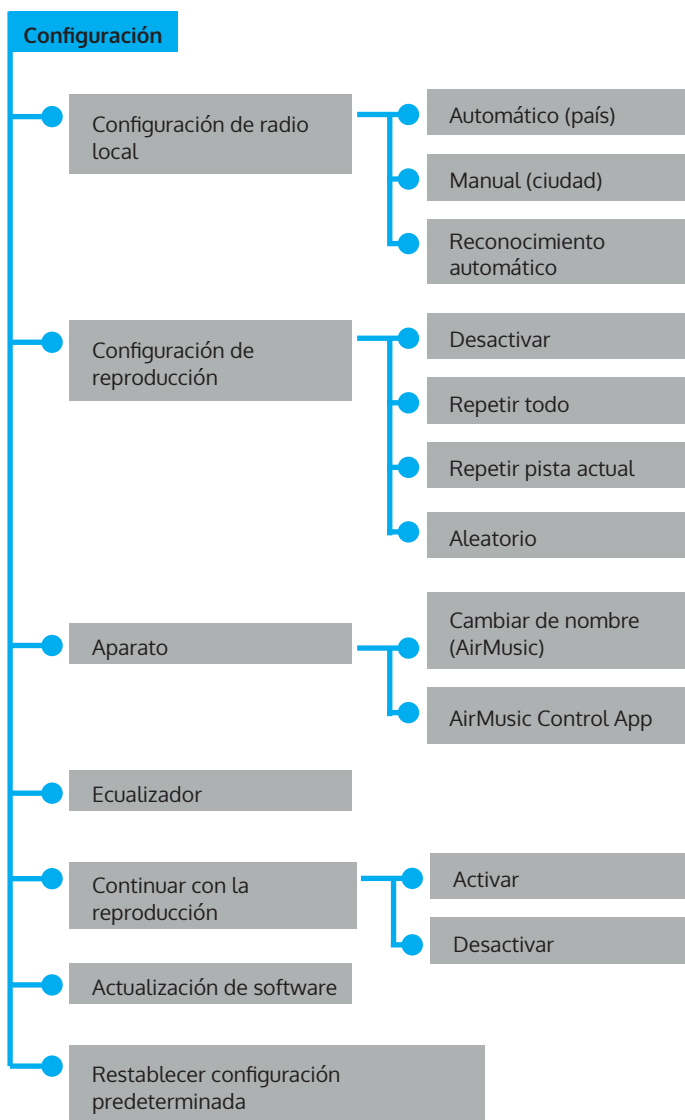 Configuración
Configuración de radio
local
Automático (país)
Manual (ciudad)
Reconocimiento
automático
Configuración de
reproducción
Desactivar
Repetir todo
Repetir pista actual
Aleatorio
Aparato
Cambiar de nombre
(AirMusic)
AirMusic Control App
Ecualizador
Continuar con la
reproducción
Activar
Desactivar
Actualización de software
Restablecer configuración
predeterminada